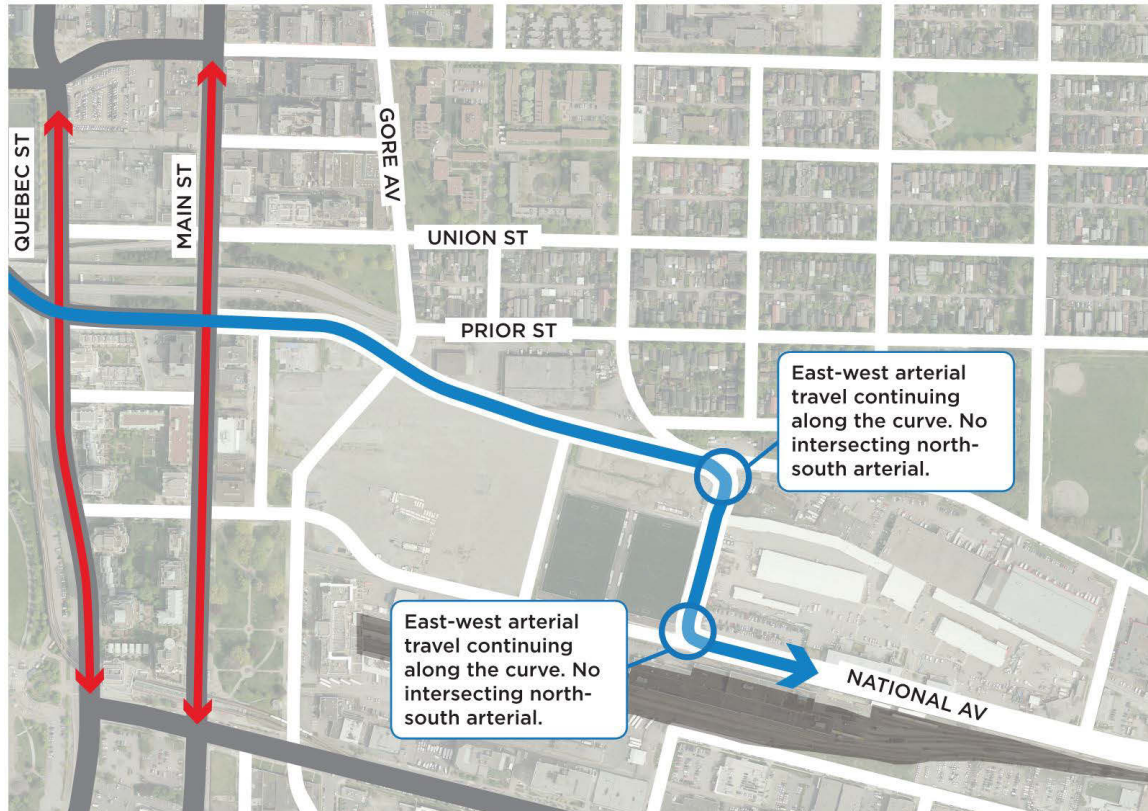 QUEBEC ST
MAIN ST
GORE AV
UNION ST
PRIOR ST
East-west arterial
travel continuing
along the curve. No
intersecting north-
south arterial.
East-west arterial
travel continuing
along the curve. No
intersecting north-
south arterial.
NATIONAL AV